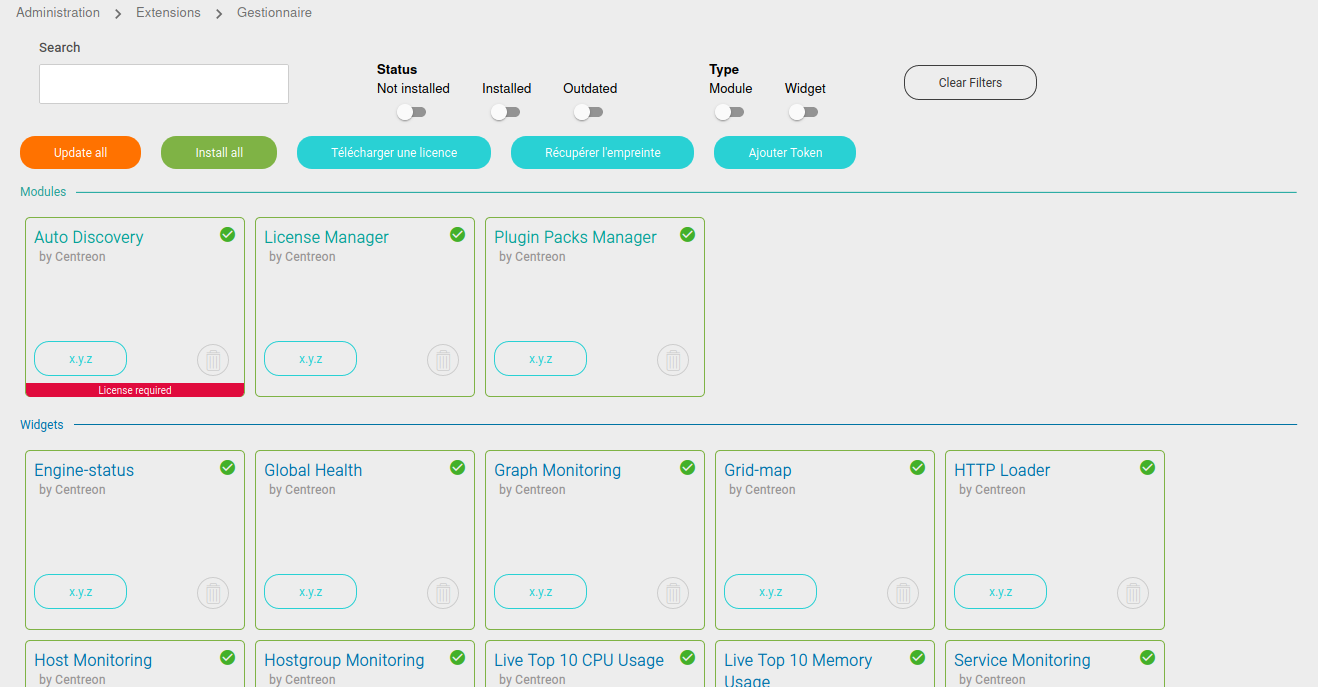 Administration > Extensions > Gestionnaire
Search
Status
Type
Not installed Installed Outdated
Module Widget
Clear Filters
Update all
Install all
Télécharger une licence
Récupérer l'empreinte
Ajouter Token
Modules
Auto Discovery
by Centreon
x.y.z
License required
License Manager
by Centreon
x.y.z
Plugin Packs Manager
by Centreon
x.y.z
Widgets
Engine-status
by Centreon
x.y.z
Global Health
by Centreon
x.y.z
Graph Monitoring
by Centreon
x.y.z
Grid-map
by Centreon
x.y.z
HTTP Loader
by Centreon
x.y.z
Host Monitoring
by Centreon
Hostgroup Monitoring
by Centreon
Live Top 10 CPU Usage
by Centreon
Live Top 10 Memory
Usage
Service Monitoring
by Centreon